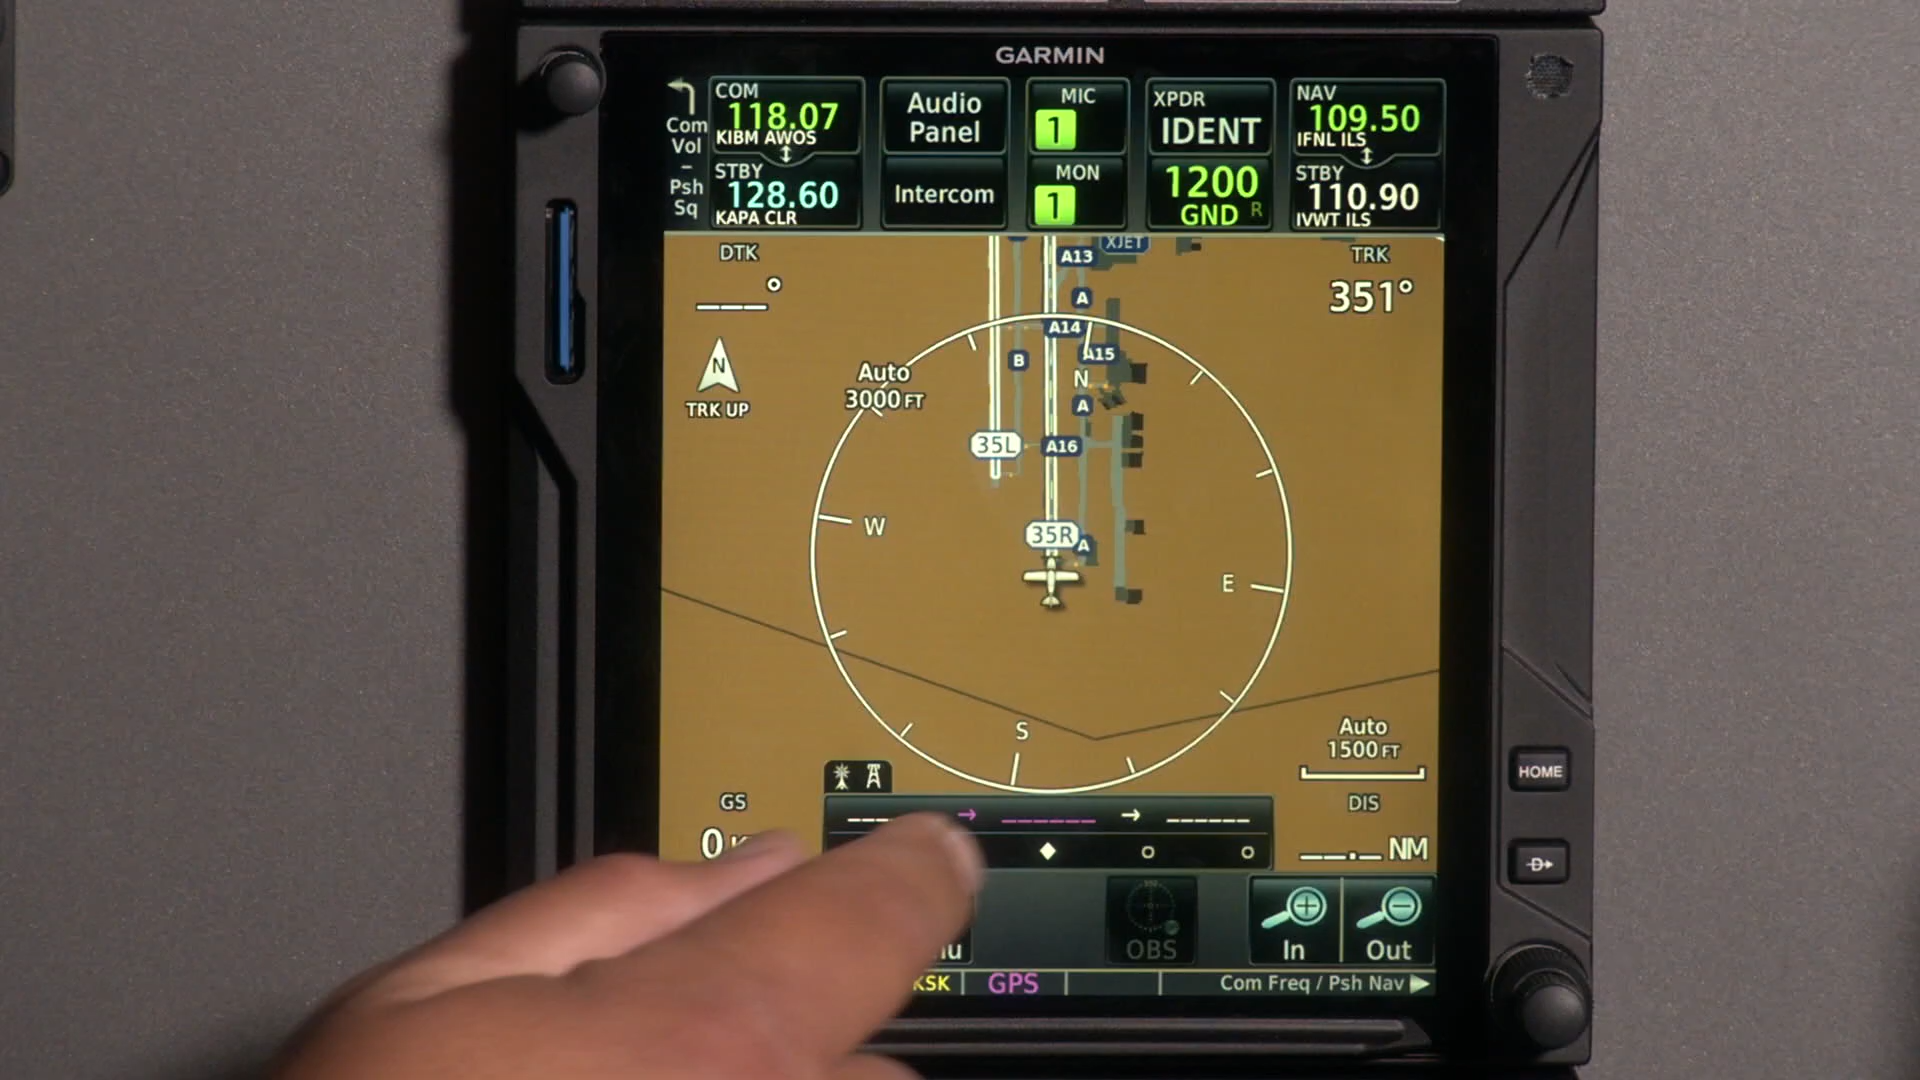 GARMIN
Com
Vol
–
Psh
Sq
COM
118.07
KIBM AWOS
STBY
128.60
KAPA CLR
Audio
Panel
Intercom
MIC
1
MON
1
XPDR
IDENT
1200
GND R
NAV
109.50
IFNL ILS
STBY
110.90
IVWT ILS
DTK
___°
TRK
351°
XJET
A13
A
A14
A15
B
N
A
A16
35L
35R
A
N
TRK UP
Auto
3000 FT
W
E
S
Auto
1500 FT
GS
0
DIS
__._ NM
OBS
In
Out
GPS
Com Freq / Psh Nav
HOME
D